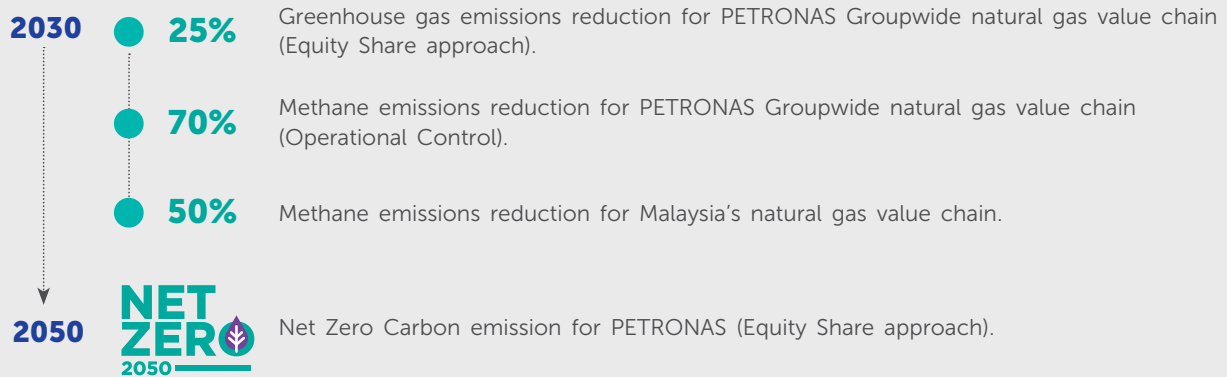 2030
25%
Greenhouse gas emissions reduction for PETRONAS Groupwide natural gas value chain
(Equity Share approach).
70%
Methane emissions reduction for PETRONAS Groupwide natural gas value chain
(Operational Control).
50%
Methane emissions reduction for Malaysia's natural gas value chain.
2050
NET
ZERO
2050
Net Zero Carbon emission for PETRONAS (Equity Share approach).